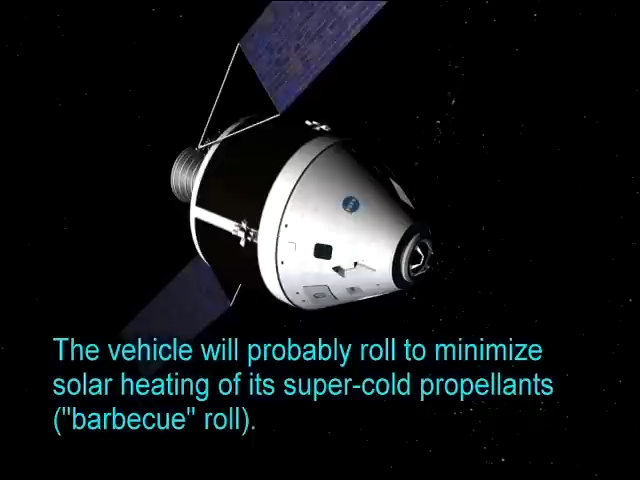 The vehicle will probably roll to minimize
solar heating of its super-cold propellants
("barbecue" roll).